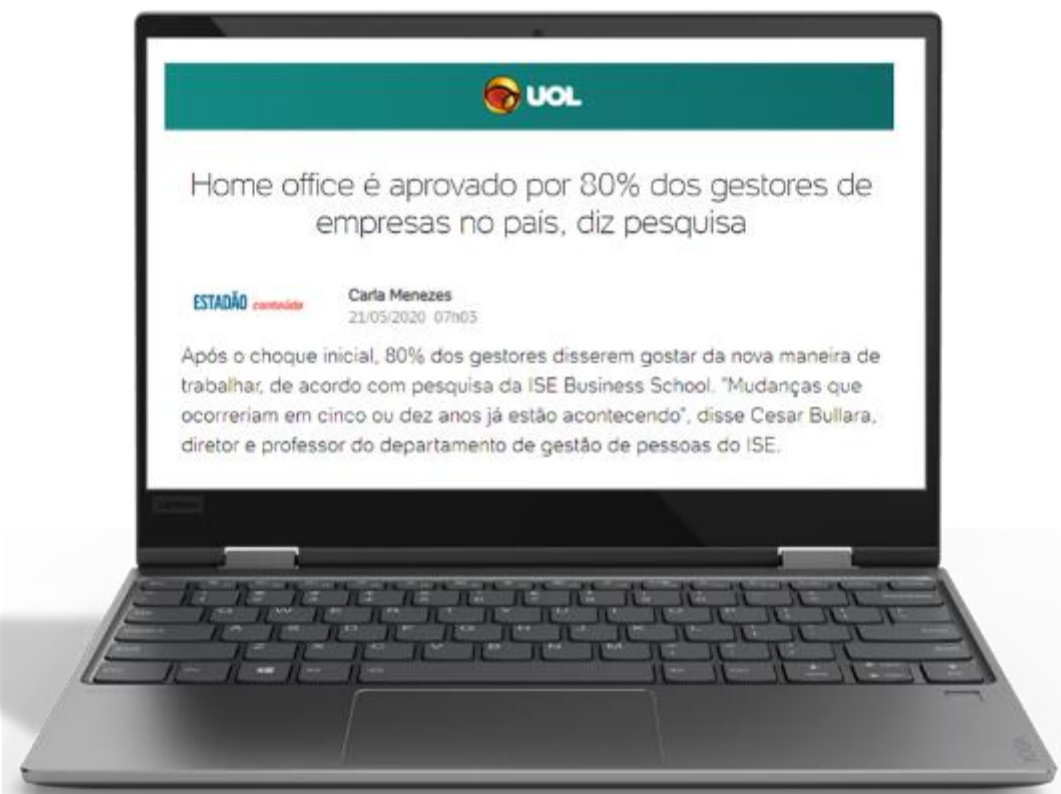 UOL
Home office é aprovado por 80% dos gestores de
empresas no país, diz pesquisa
ESTADÃO conteúdo
Carla Menezes
21/05/2020 07h03
Após o choque inicial, 80% dos gestores disserem gostar da nova maneira de
trabalhar, de acordo com pesquisa da ISE Business School. "Mudanças que
ocorreriam em cinco ou dez anos já estão acontecendo", disse Cesar Bullara,
diretor e professor do departamento de gestão de pessoas do ISE.
Lenovo
YOGA